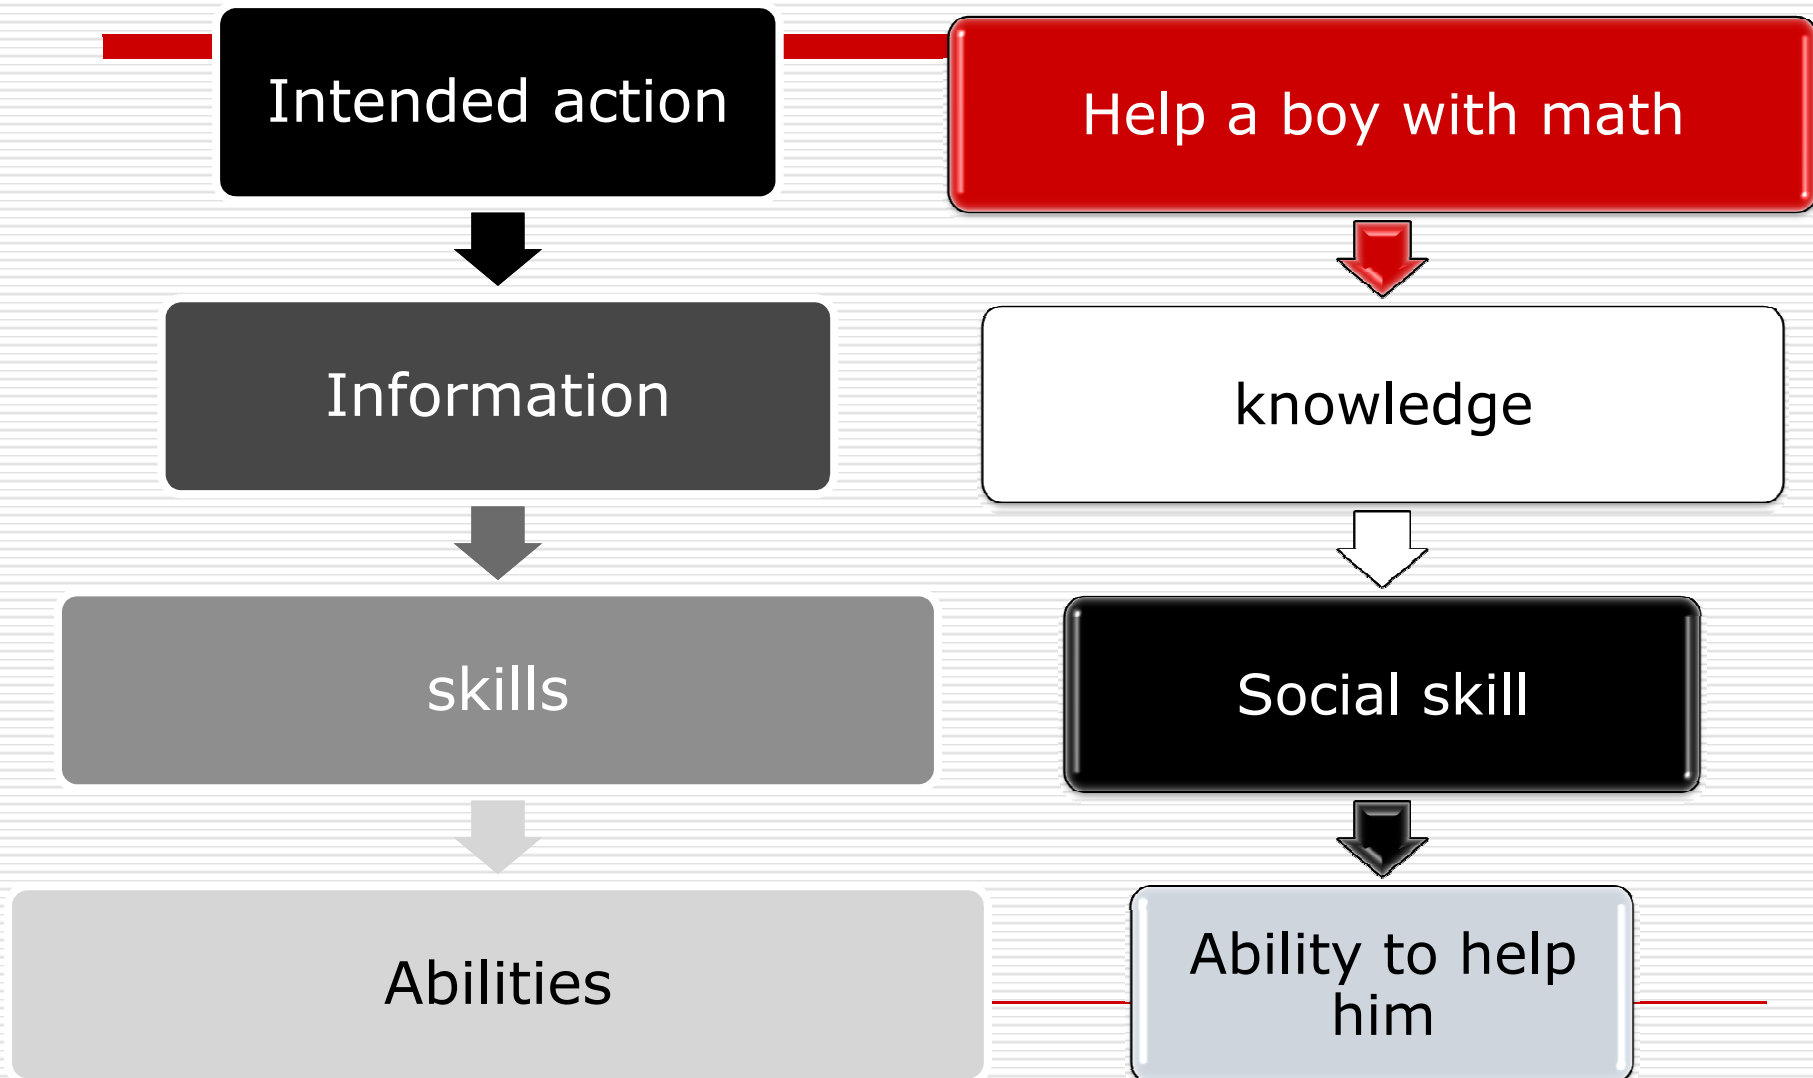 Intended action
Information
skills
Abilities
Help a boy with math
knowledge
Social skill
Ability to help
him